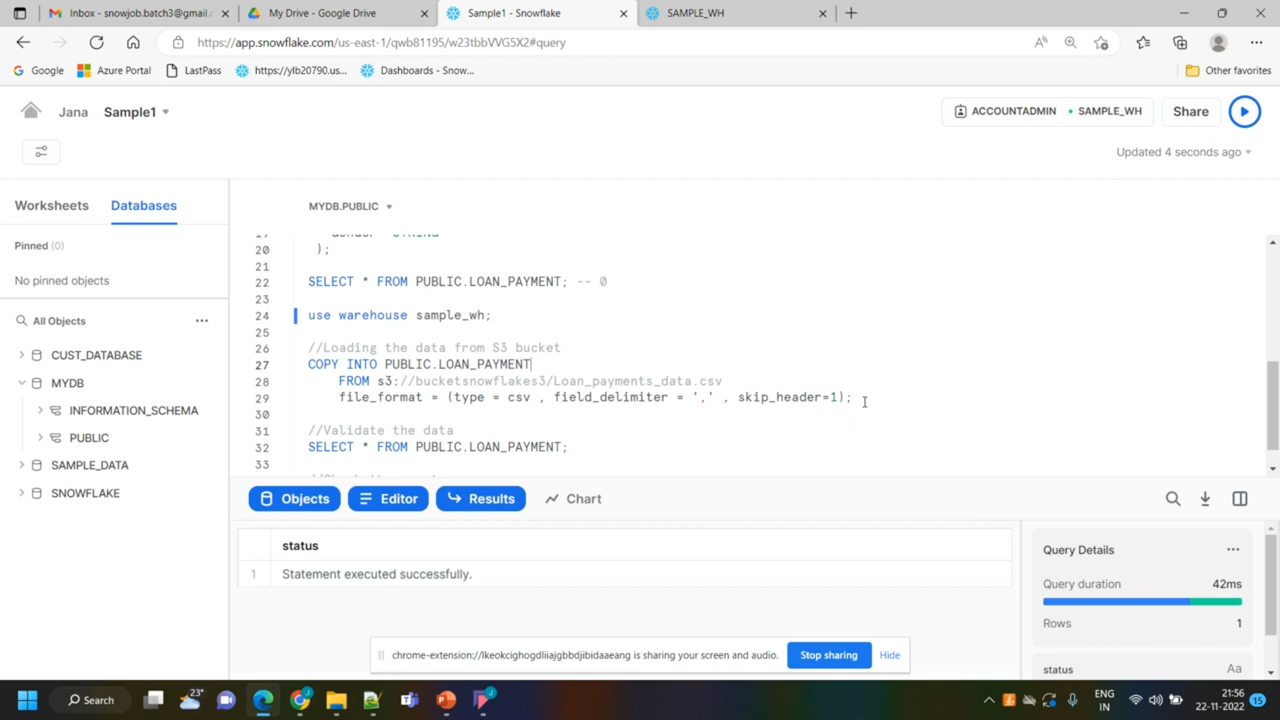 Inbox - snowjob.batch3@gmail.c
My Drive - Google Drive
Sample1 - Snowflake
SAMPLE_WH
https://app.snowflake.com/us-east-1/qwb81195/w23tbbVVG5X2#query
Google
Azure Portal
LastPass
https://ylb20790.us...
Dashboards - Snow...
Other favorites
Jana
Sample1
ACCOUNTADMIN
SAMPLE_WH
Share
Updated 4 seconds ago
Worksheets
Databases
MYDB.PUBLIC
Pinned (0)
No pinned objects
All Objects
CUST_DATABASE
MYDB
INFORMATION_SCHEMA
PUBLIC
SAMPLE_DATA
SNOWFLAKE
20 );
21
22 SELECT * FROM PUBLIC.LOAN_PAYMENT; -- 0
23
24 use warehouse sample_wh;
25
26 //Loading the data from S3 bucket
27 COPY INTO PUBLIC.LOAN_PAYMENT
28 FROM s3://bucketsnowflakes3/Loan_payments_data.csv
29 file_format = (type = csv , field_delimiter = ',' , skip_header=1);
30
31 //Validate the data
32 SELECT * FROM PUBLIC.LOAN_PAYMENT;
33
Objects
Editor
Results
Chart
status
1 Statement executed successfully.
Query Details
Query duration 42ms
Rows 1
status Aa
chrome-extension://lkeokcighogdliiajgbbdjibidaaeang is sharing your screen and audio.
Stop sharing
Hide
Search
23°
ENG
IN
21:56
22-11-2022
15